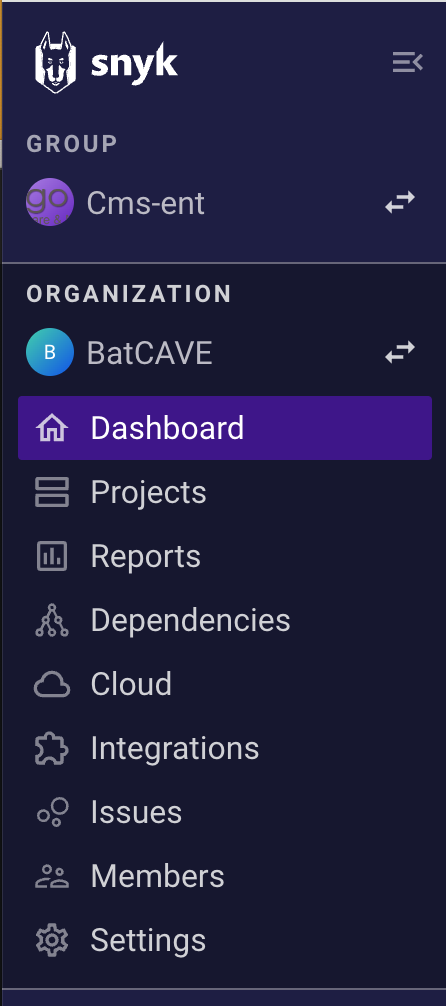 snyk
GROUP
go
Cms-ent
ORGANIZATION
B
BatCAVE
Dashboard
Projects
Reports
Dependencies
Cloud
Integrations
Issues
Members
Settings